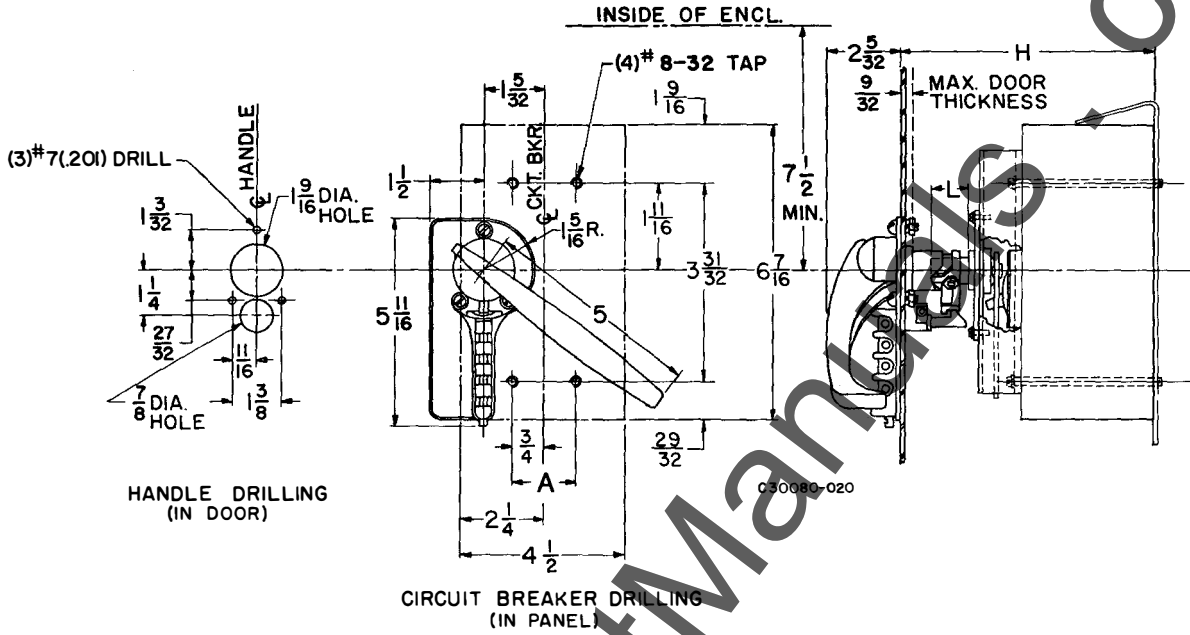 INSIDE OF ENCL.
2 5/32
H
(4)# 8-32 TAP
1 5/32
1 9/16
9/32
MAX. DOOR
THICKNESS
HANDLE
℄
CKT. BKR.
℄
(3)#7(.201) DRILL
1 9/16 DIA.
HOLE
1 1/2
7 1/2
MIN.
L
1 3/32
1 5/16 R.
1 11/16
3 31/32
6 7/16
1 1/4
5 11/16
5
27/32
11/16
1 3/8
7/8 DIA.
HOLE
3/4
29/32
A
C30080-020
HANDLE DRILLING
(IN DOOR)
2 1/4
4 1/2
CIRCUIT BREAKER DRILLING
(IN PANEL)
tManuals.